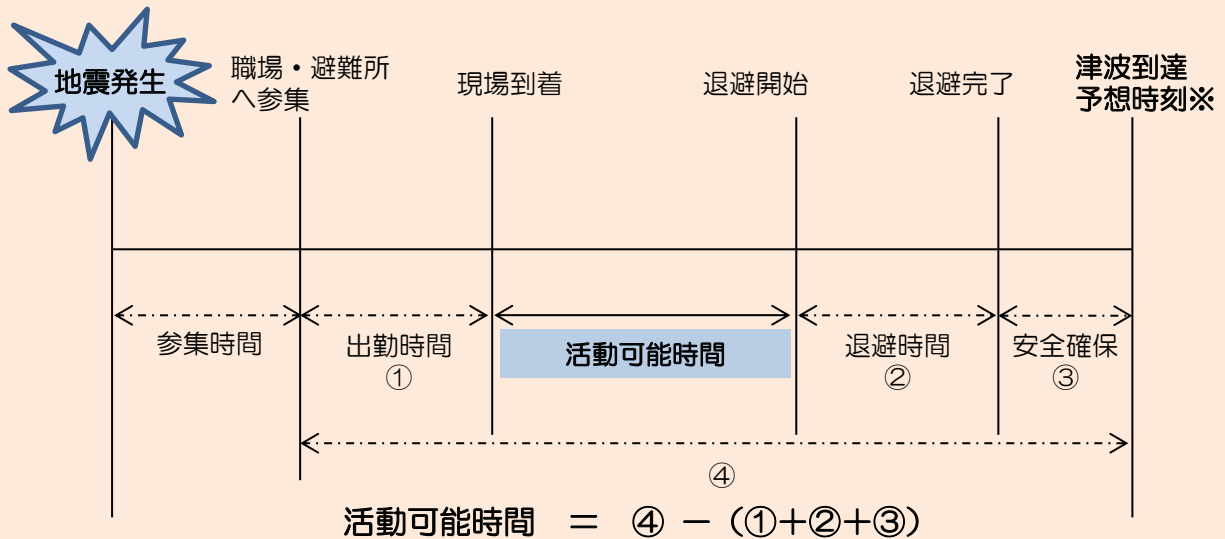 地震発生
職場・避難所
へ参集
現場到着
退避開始
退避完了
津波到達
予想時刻※
参集時間
出勤時間
①
活動可能時間
退避時間
②
安全確保
③
④
活動可能時間 ＝ ④ －（①+②+③）